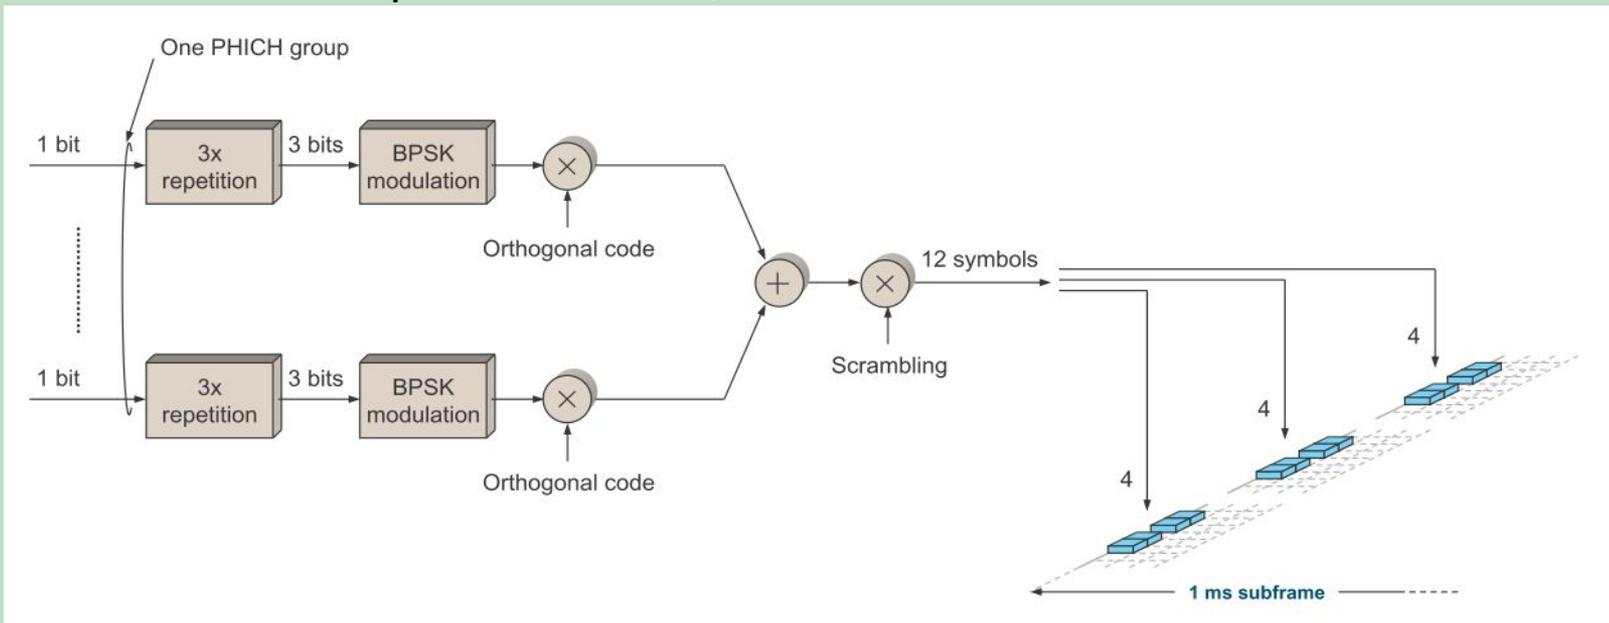 One PHICH group
1 bit
3x
repetition
3 bits
BPSK
modulation
Orthogonal code
12 symbols
Scrambling
1 bit
3x
repetition
3 bits
BPSK
modulation
Orthogonal code
4
4
4
1 ms subframe